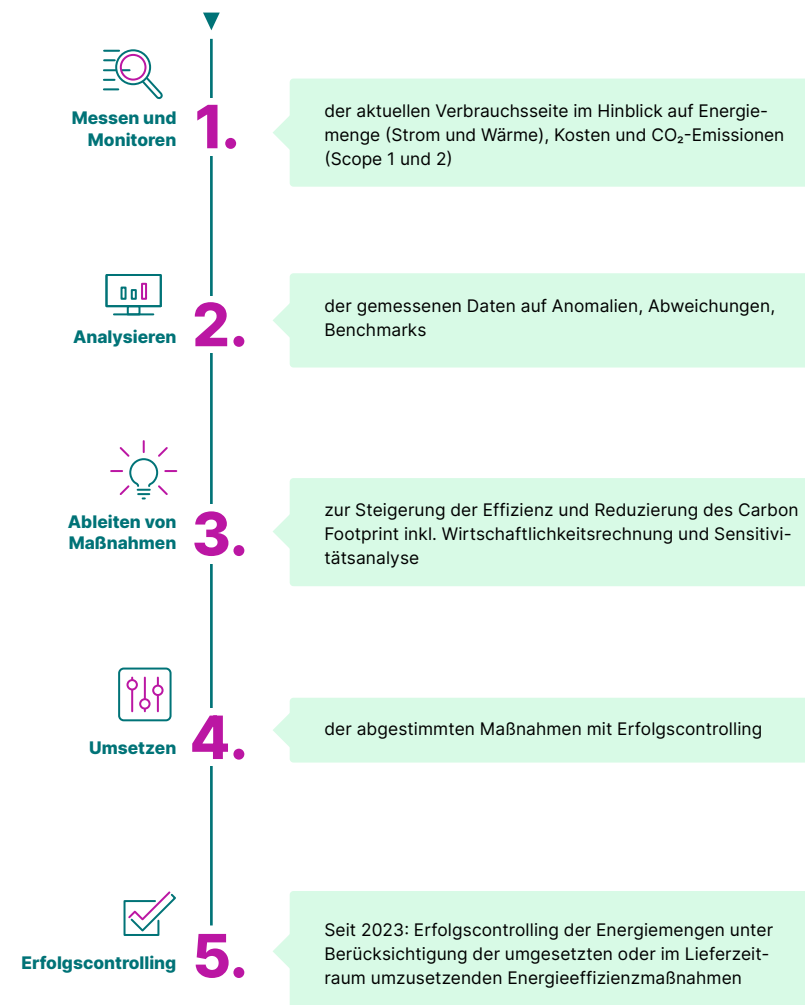 Messen und
Monitoren
1.
der aktuellen Verbrauchsseite im Hinblick auf Energie-
menge (Strom und Wärme), Kosten und CO₂-Emissionen
(Scope 1 und 2)
Analysieren
2.
der gemessenen Daten auf Anomalien, Abweichungen,
Benchmarks
Ableiten von
Maßnahmen
3.
zur Steigerung der Effizienz und Reduzierung des Carbon
Footprint inkl. Wirtschaftlichkeitsrechnung und Sensitivi-
tätsanalyse
Umsetzen
4.
der abgestimmten Maßnahmen mit Erfolgscontrolling
Erfolgscontrolling
5.
Seit 2023: Erfolgscontrolling der Energiemengen unter
Berücksichtigung der umgesetzten oder im Lieferzeit-
raum umzusetzenden Energieeffizienzmaßnahmen